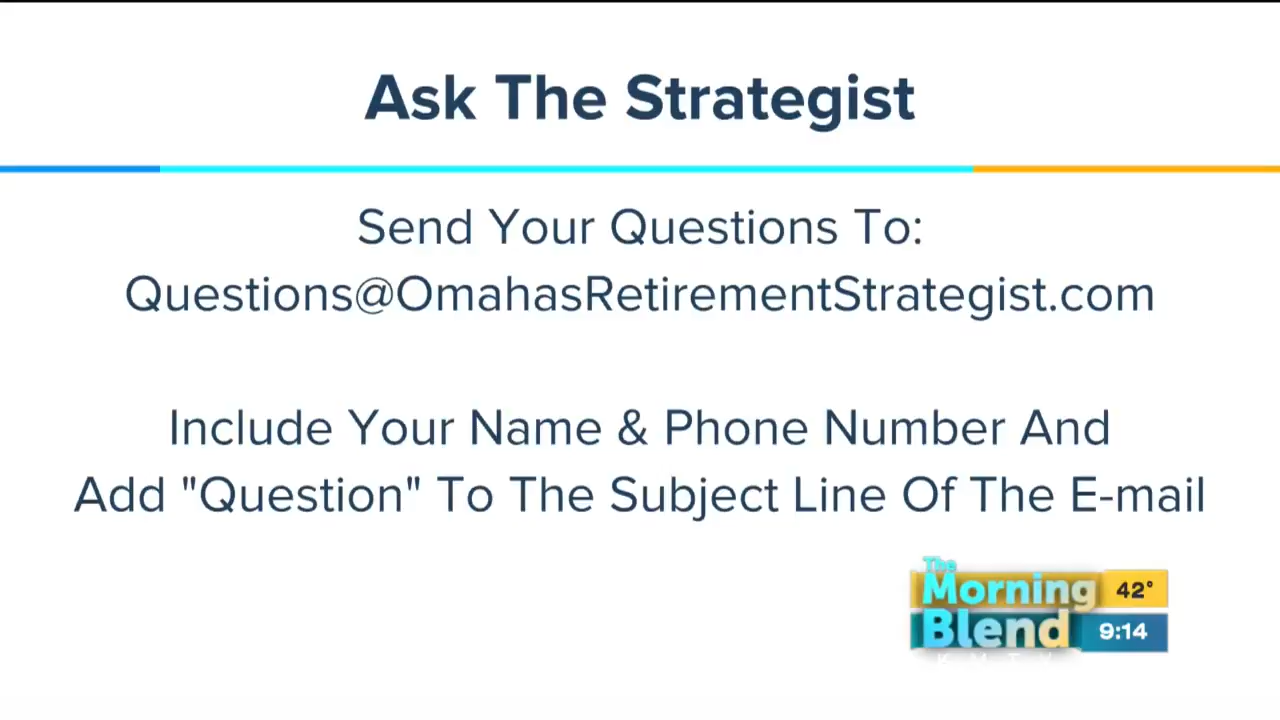 Ask The Strategist
Send Your Questions To:
Questions@OmahasRetirementStrategist.com
Include Your Name & Phone Number And
Add "Question" To The Subject Line Of The E-mail
The
Morning
42°
Blend
9:14
K M T V